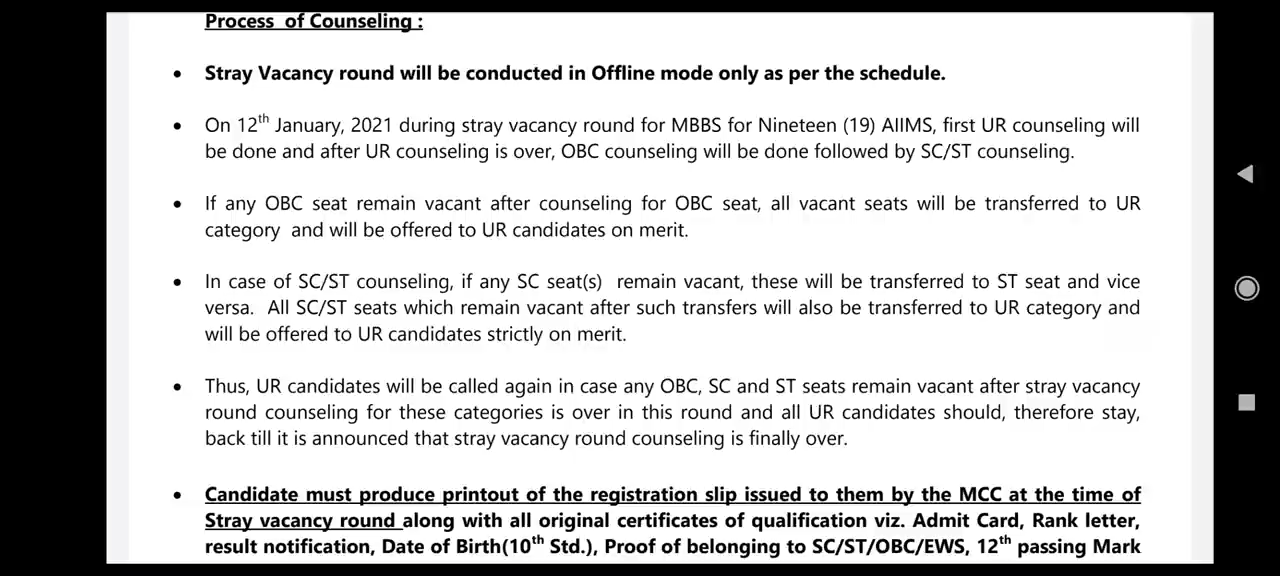 Process of Counseling :
• Stray Vacancy round will be conducted in Offline mode only as per the schedule.
• On 12th January, 2021 during stray vacancy round for MBBS for Nineteen (19) AIIMS, first UR counseling will
be done and after UR counseling is over, OBC counseling will be done followed by SC/ST counseling.
• If any OBC seat remain vacant after counseling for OBC seat, all vacant seats will be transferred to UR
category and will be offered to UR candidates on merit.
• In case of SC/ST counseling, if any SC seat(s) remain vacant, these will be transferred to ST seat and vice
versa. All SC/ST seats which remain vacant after such transfers will also be transferred to UR category and
will be offered to UR candidates strictly on merit.
• Thus, UR candidates will be called again in case any OBC, SC and ST seats remain vacant after stray vacancy
round counseling for these categories is over in this round and all UR candidates should, therefore stay,
back till it is announced that stray vacancy round counseling is finally over.
• Candidate must produce printout of the registration slip issued to them by the MCC at the time of
Stray vacancy round along with all original certificates of qualification viz. Admit Card, Rank letter,
result notification, Date of Birth(10th Std.), Proof of belonging to SC/ST/OBC/EWS, 12th passing Mark